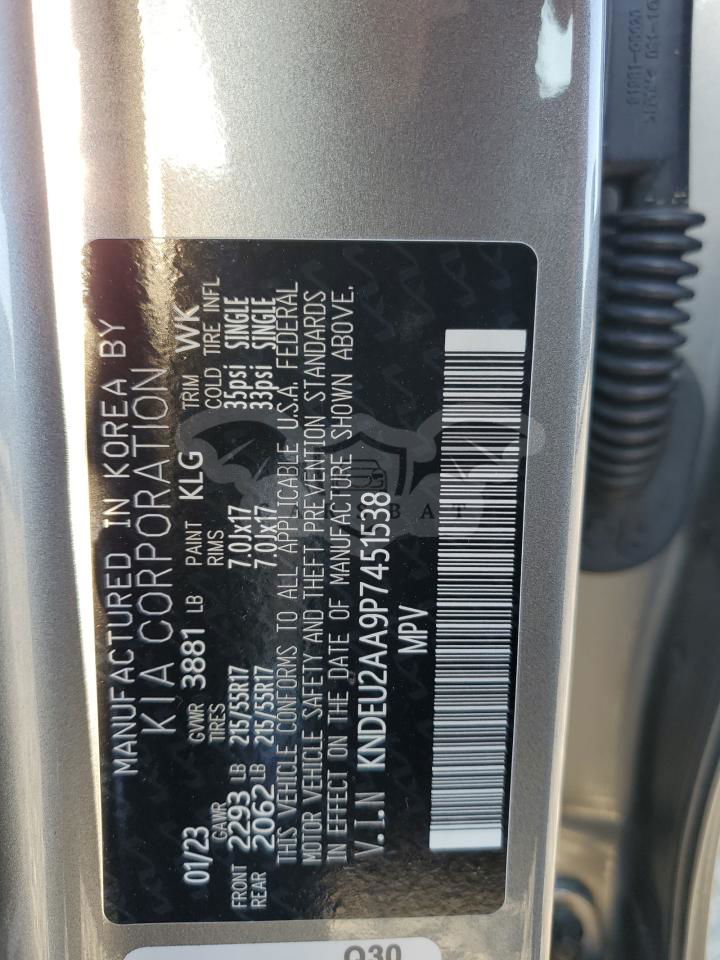 MANUFACTURED IN KOREA BY
KIA CORPORATION
01/23 GVWR 3881 LB PAINT KLG TRIM WK
GAWR TIRES RIMS COLD TIRE INFL
FRONT 2293 LB 215/55R17 7.0Jx17 35psi SINGLE
REAR 2062 LB 215/55R17 7.0Jx17 33psi SINGLE
THIS VEHICLE CONFORMS TO ALL APPLICABLE U.S.A. FEDERAL
MOTOR VEHICLE SAFETY AND THEFT PREVENTION STANDARDS
IN EFFECT ON THE DATE OF MANUFACTURE SHOWN ABOVE.
V.I.N KNDEU2AA9P7451538
MPV
Q30